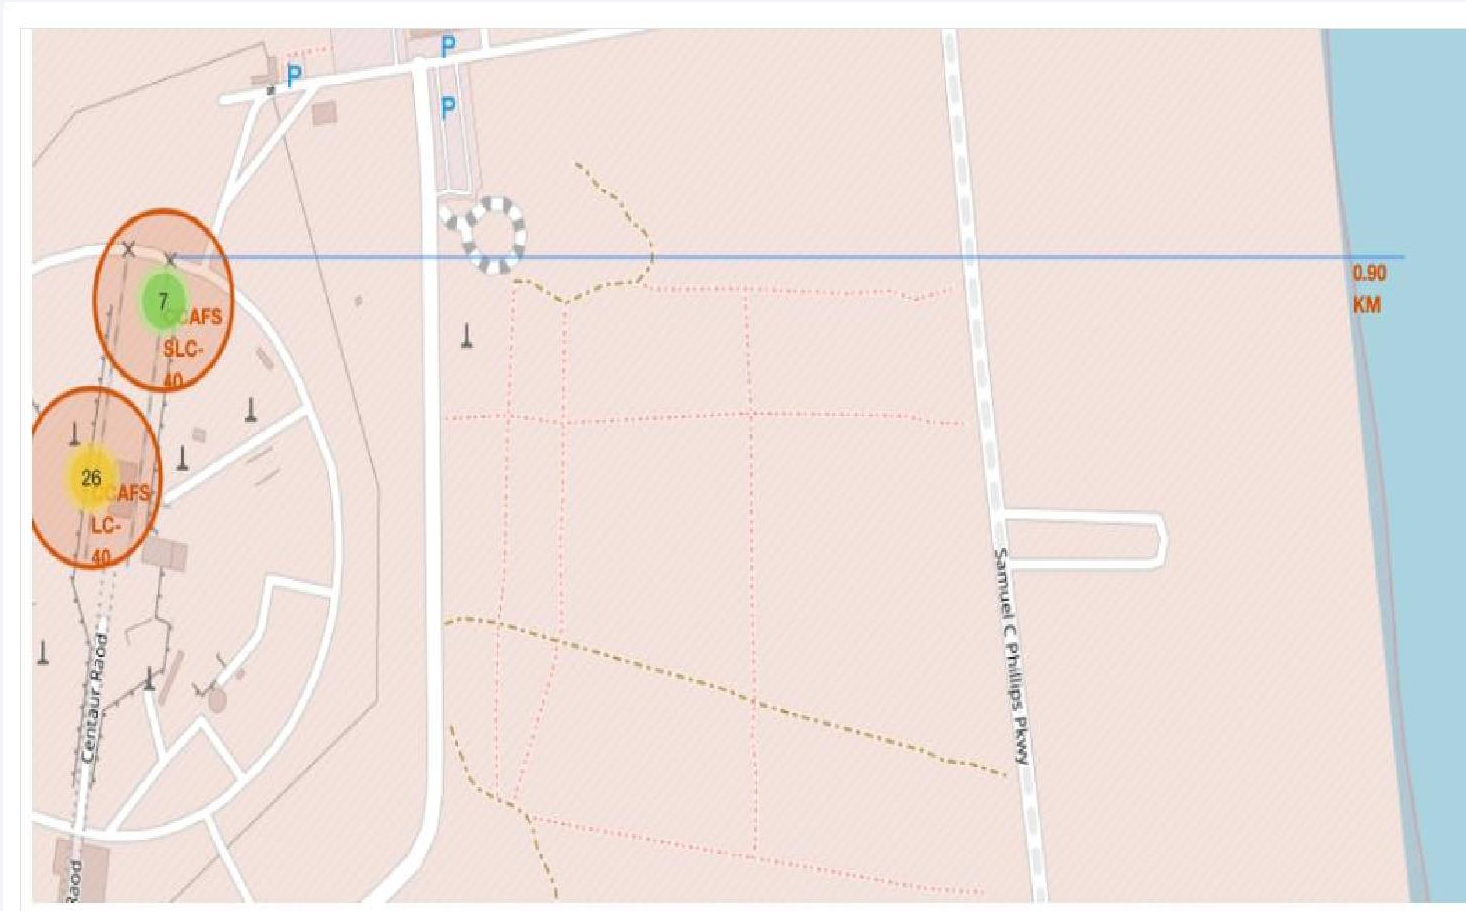 P
P
P
0.90
KM
7
CCAFS
SLC-
40
26
CCAFS
LC-
40
Samuel C Phillips Pkwy
Centaur Raod
Raod